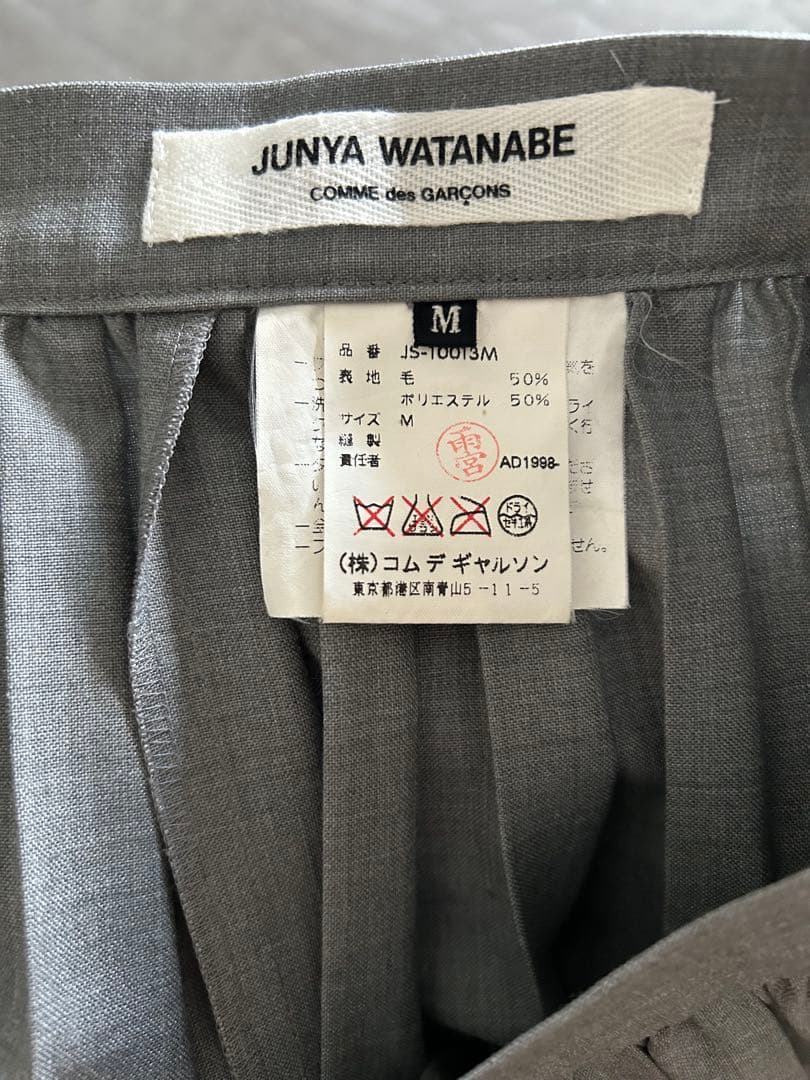 JUNYA WATANABE
COMME des GARÇONS
M
品番 JS-10013M
表地 毛 50%
ポリエステル 50%
サイズ M
縫製
責任者 雨宮 AD1998-
ドライ
(株)コム デ ギャルソン
東京都港区南青山5-11-5